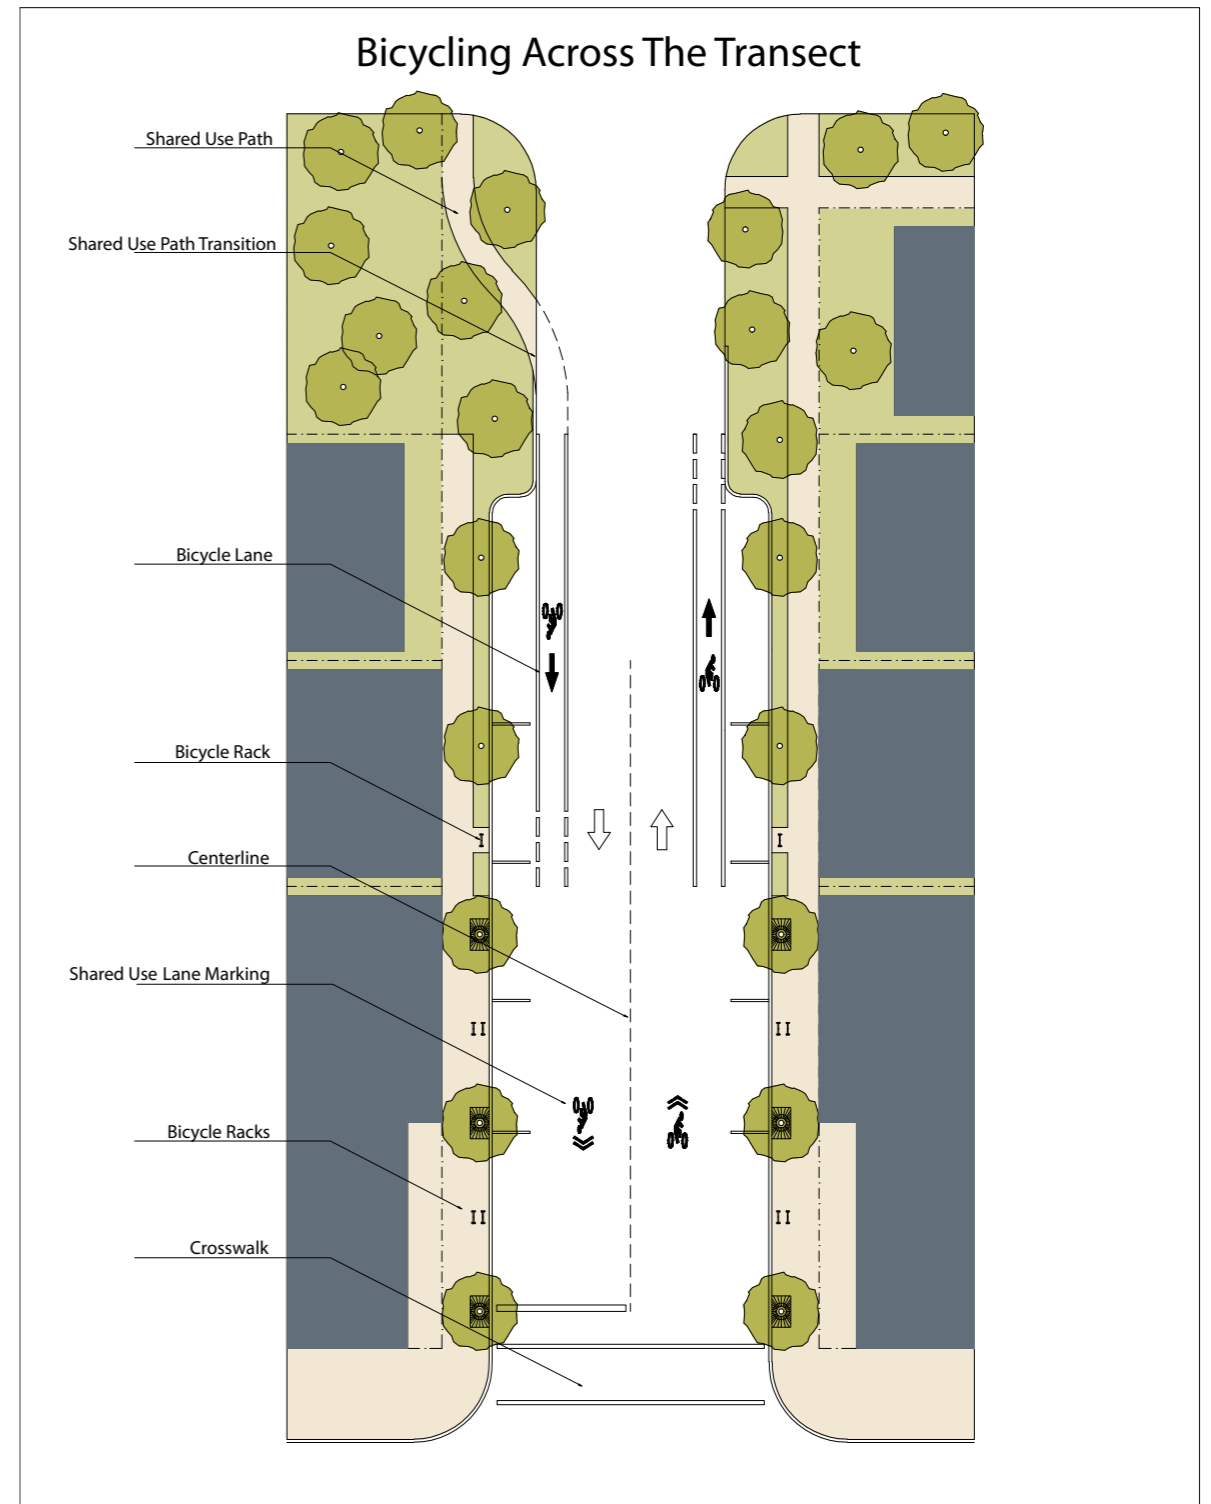 Bicycling Across The Transect
Shared Use Path
Shared Use Path Transition
Bicycle Lane
Bicycle Rack
Centerline
Shared Use Lane Marking
Bicycle Racks
Crosswalk